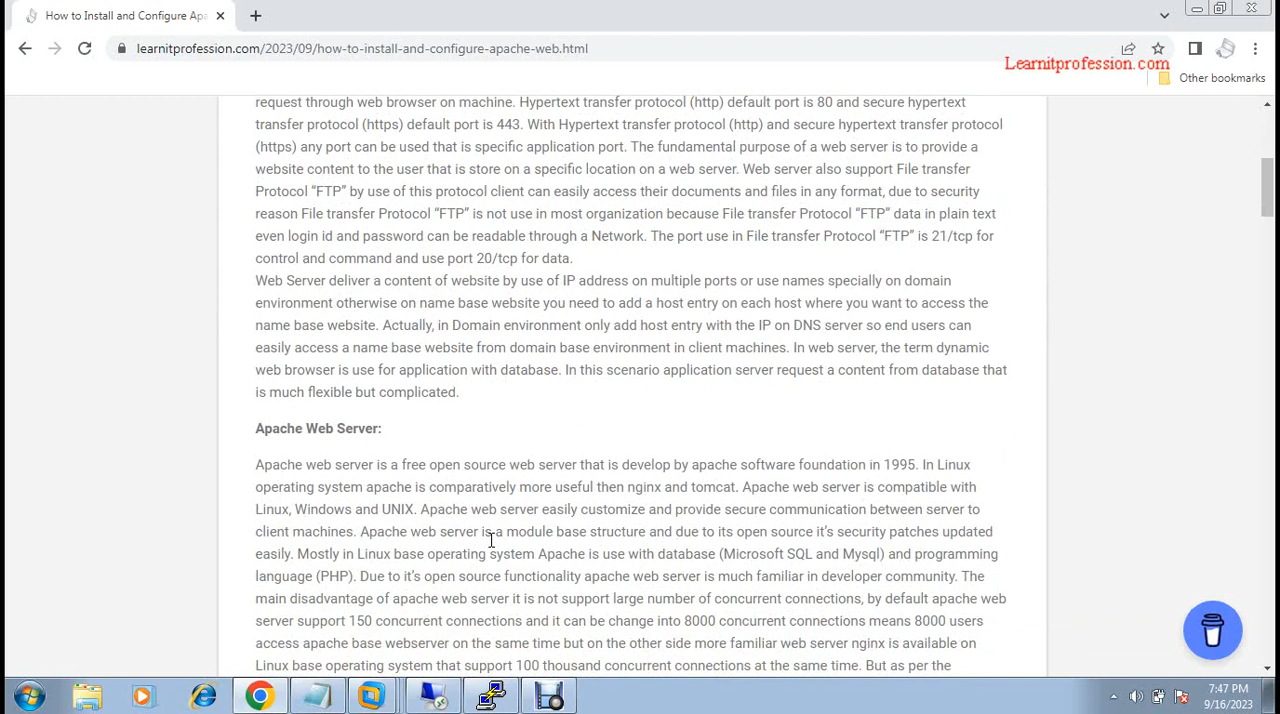 How to Install and Configure Apa
learnitprofession.com/2023/09/how-to-install-and-configure-apache-web.html
Learnitprofession.com
Other bookmarks
request through web browser on machine. Hypertext transfer protocol (http) default port is 80 and secure hypertext
transfer protocol (https) default port is 443. With Hypertext transfer protocol (http) and secure hypertext transfer protocol
(https) any port can be used that is specific application port. The fundamental purpose of a web server is to provide a
website content to the user that is store on a specific location on a web server. Web server also support File transfer
Protocol “FTP” by use of this protocol client can easily access their documents and files in any format, due to security
reason File transfer Protocol “FTP” is not use in most organization because File transfer Protocol “FTP” data in plain text
even login id and password can be readable through a Network. The port use in File transfer Protocol “FTP” is 21/tcp for
control and command and use port 20/tcp for data.
Web Server deliver a content of website by use of IP address on multiple ports or use names specially on domain
environment otherwise on name base website you need to add a host entry on each host where you want to access the
name base website. Actually, in Domain environment only add host entry with the IP on DNS server so end users can
easily access a name base website from domain base environment in client machines. In web server, the term dynamic
web browser is use for application with database. In this scenario application server request a content from database that
is much flexible but complicated.
Apache Web Server:
Apache web server is a free open source web server that is develop by apache software foundation in 1995. In Linux
operating system apache is comparatively more useful then nginx and tomcat. Apache web server is compatible with
Linux, Windows and UNIX. Apache web server easily customize and provide secure communication between server to
client machines. Apache web server is a module base structure and due to its open source it’s security patches updated
easily. Mostly in Linux base operating system Apache is use with database (Microsoft SQL and Mysql) and programming
language (PHP). Due to it’s open source functionality apache web server is much familiar in developer community. The
main disadvantage of apache web server it is not support large number of concurrent connections, by default apache web
server support 150 concurrent connections and it can be change into 8000 concurrent connections means 8000 users
access apache base webserver on the same time but on the other side more familiar web server nginx is available on
Linux base operating system that support 100 thousand concurrent connections at the same time. But as per the
7:47 PM
9/16/2023